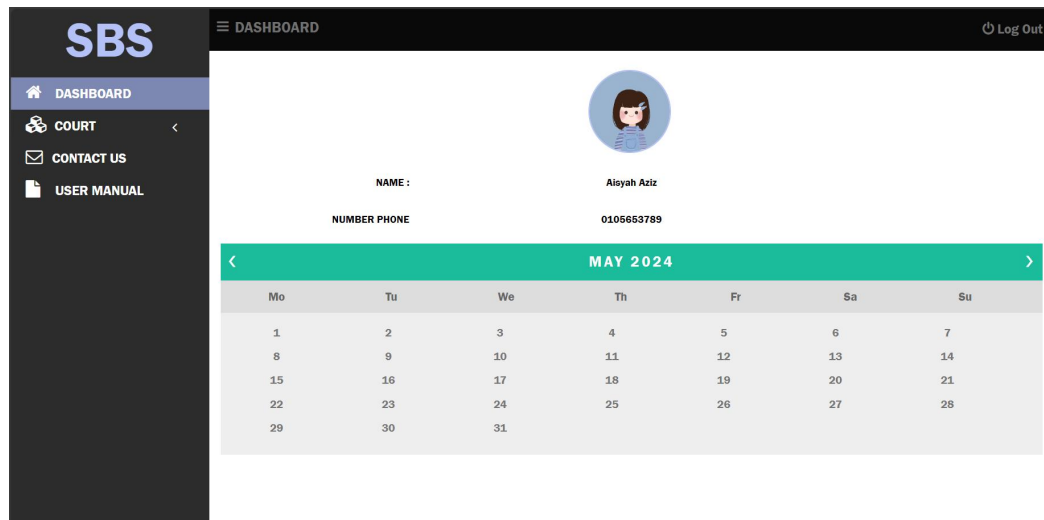 SBS
DASHBOARD
COURT <
CONTACT US
USER MANUAL
DASHBOARD
Log Out
NAME : Aisyah Aziz
NUMBER PHONE 0105653789
MAY 2024
Mo Tu We Th Fr Sa Su
1 2 3 4 5 6 7
8 9 10 11 12 13 14
15 16 17 18 19 20 21
22 23 24 25 26 27 28
29 30 31